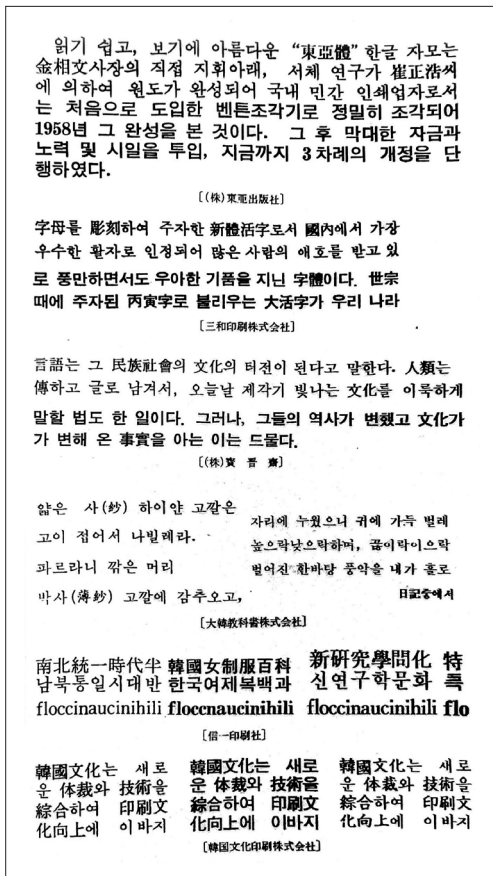 읽기 쉽고, 보기에 아름다운 “東亞體” 한글 자모는
金相文사장의 직접 지휘아래, 서체 연구가 崔正浩씨
에 의하여 원도가 완성되어 국내 민간 인쇄업자로서
는 처음으로 도입한 벤튼조각기로 정밀히 조각되어
1958년 그 완성을 본 것이다. 그 후 막대한 자금과
노력 및 시일을 투입, 지금까지 3차례의 개정을 단
행하였다.
[(株)東亜出版社]
字母를 彫刻하여 주자한 新體活字로서 國內에서 가장
우수한 활자로 인정되어 많은 사람의 애호를 받고 있
로 풍만하면서도 우아한 기품을 지닌 字體이다. 世宗
때에 주자된 丙寅字로 불리우는 大活字가 우리 나라
[三和印刷株式会社]
言語는 그 民族社會의 文化의 터전이 된다고 말한다. 人類는
傳하고 글로 남겨서, 오늘날 제각기 빛나는 文化를 이룩하게
말할 법도 한 일이다. 그러나, 그들의 역사가 변했고 文化가
가 변해 온 事實을 아는 이는 드물다.
[(株)寶晋齋]
얇은 사(紗) 하이얀 고깔은
고이 접어서 나빌레라.
파르라니 깎은 머리
박사(薄紗) 고깔에 감추오고,
자리에 누웠으니 귀에 가득 벌레
높으락낮으락하며, 끊이락이으락
벌어진 한바당 풍악을 내가 홀로
日記중에서
[大韓教科書株式会社]
南北統一時代半 韓國女制服百科 新硏究學問化 特
남북통일시대반 한국여제복백과 신연구학문화 특
floccinaucinihili floccnaucinihili floccinaucinihili flo
[信一印刷社]
韓國文化는 새로 韓國文化는 새로 韓國文化는 새로
운 体裁와 技術을 운 体裁와 技術을 운 体裁와 技術을
綜合하여 印刷文 綜合하여 印刷文 綜合하여 印刷文
化向上에 이바지 化向上에 이바지 化向上에 이바지
[韓国文化印刷株式会社]